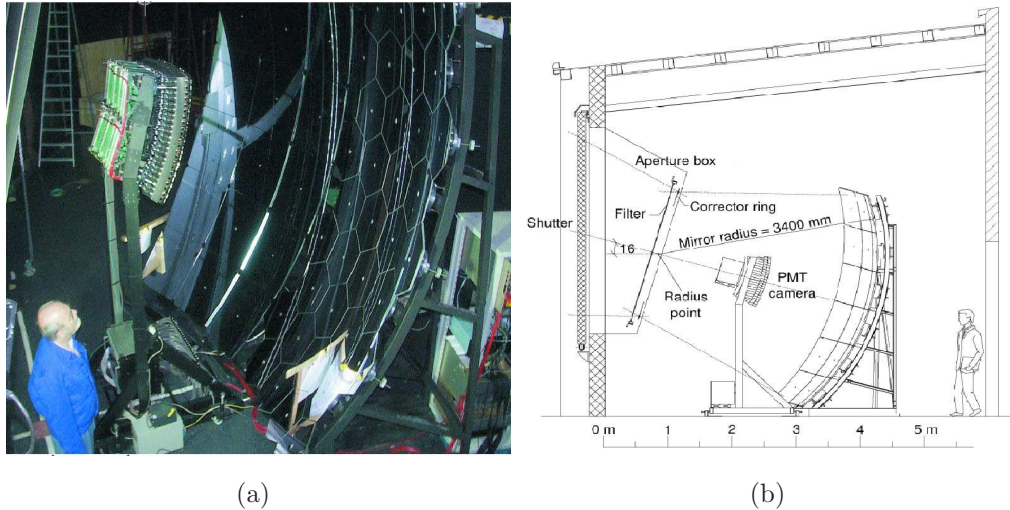 Aperture box
Filter
Corrector ring
Shutter
Mirror radius = 3400 mm
16
PMT
camera
Radius
point
0 m 1 2 3 4 5 m
(a) (b)